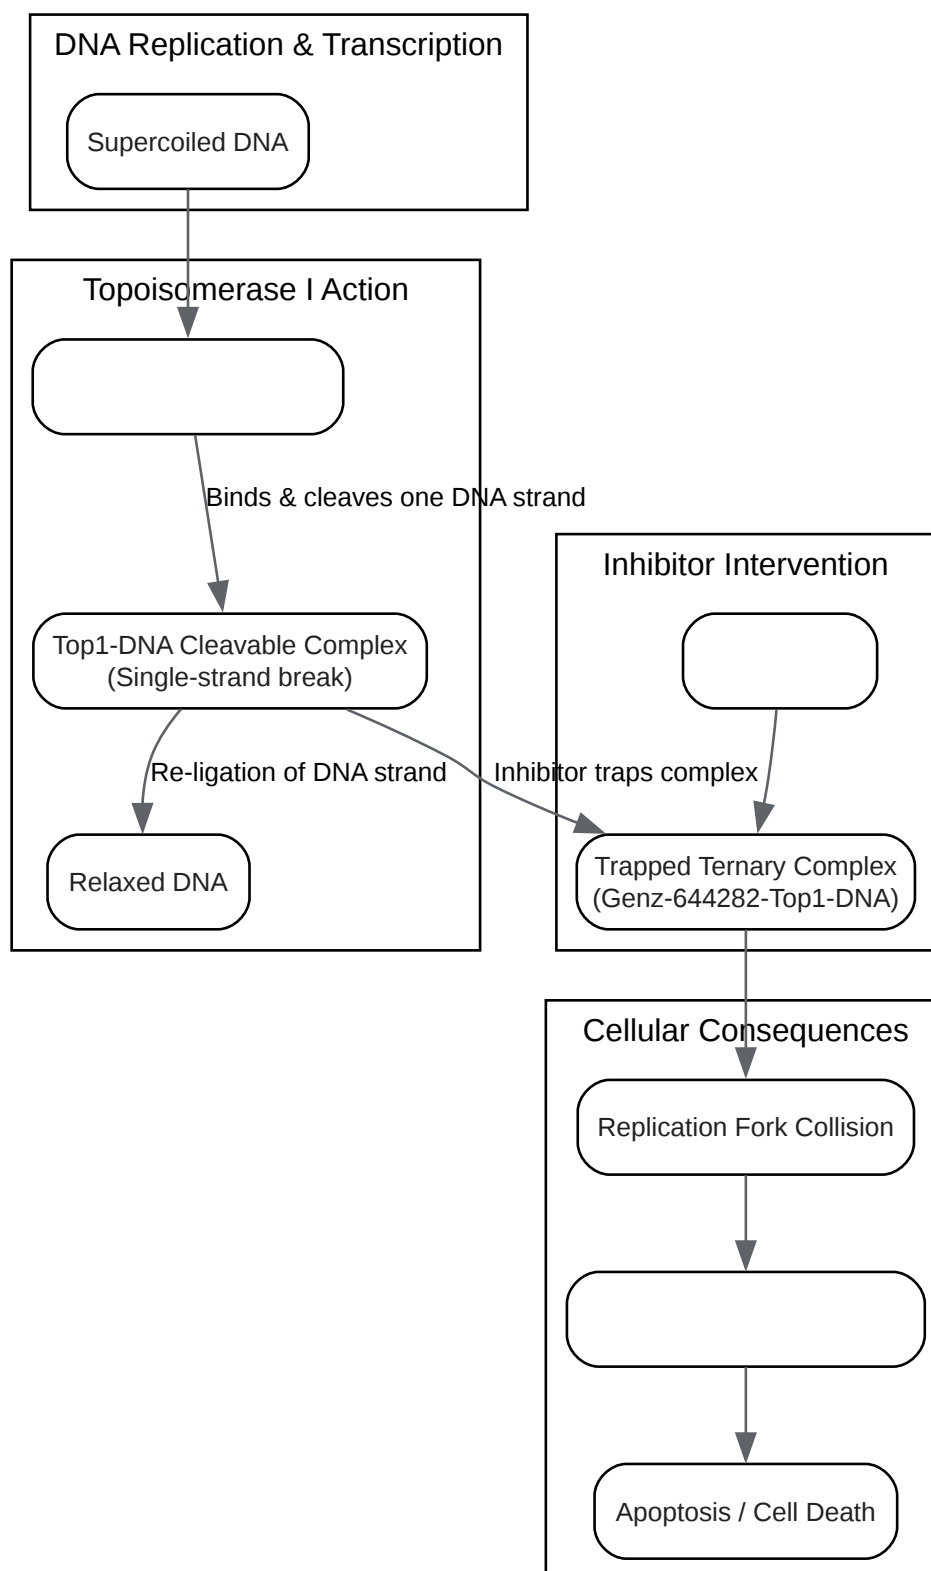 DNA Replication & Transcription
Supercoiled DNA
Topoisomerase I Action
Binds & cleaves one DNA strand
Inhibitor Intervention
Top1-DNA Cleavable Complex
(Single-strand break)
Re-ligation of DNA strand
Inhibitor traps complex
Relaxed DNA
Trapped Ternary Complex
(Genz-644282-Top1-DNA)
Cellular Consequences
Replication Fork Collision
Apoptosis / Cell Death